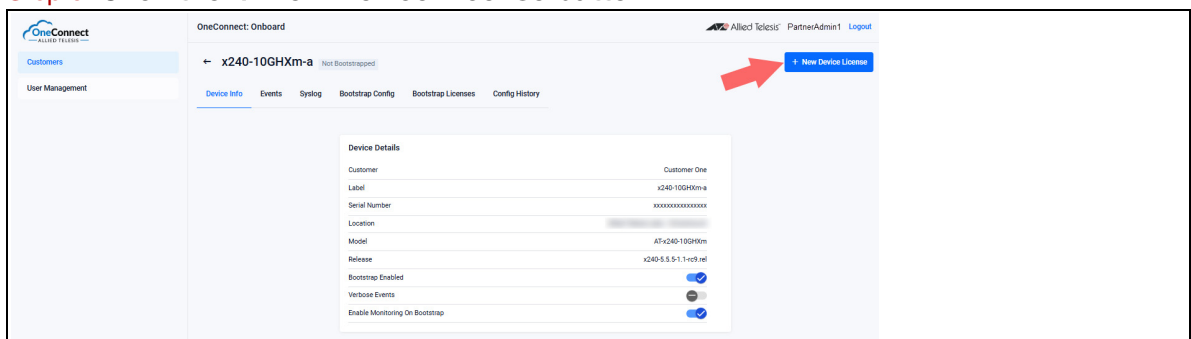 OneConnect
ALLIED TELESIS
OneConnect: Onboard
Allied Telesis PartnerAdmin1 Logout
Customers
User Management
← x240-10GHXm-a Not Bootstrapped
+ New Device License
Device Info Events Syslog Bootstrap Config Bootstrap Licenses Config History
Device Details
Customer Customer One
Label x240-10GHXm-a
Serial Number xxxxxxxxxxxxxxxx
Location
Model AT-x240-10GHXm
Release x240-5.5.5-1.1-rc9.rel
Bootstrap Enabled
Verbose Events
Enable Monitoring On Bootstrap